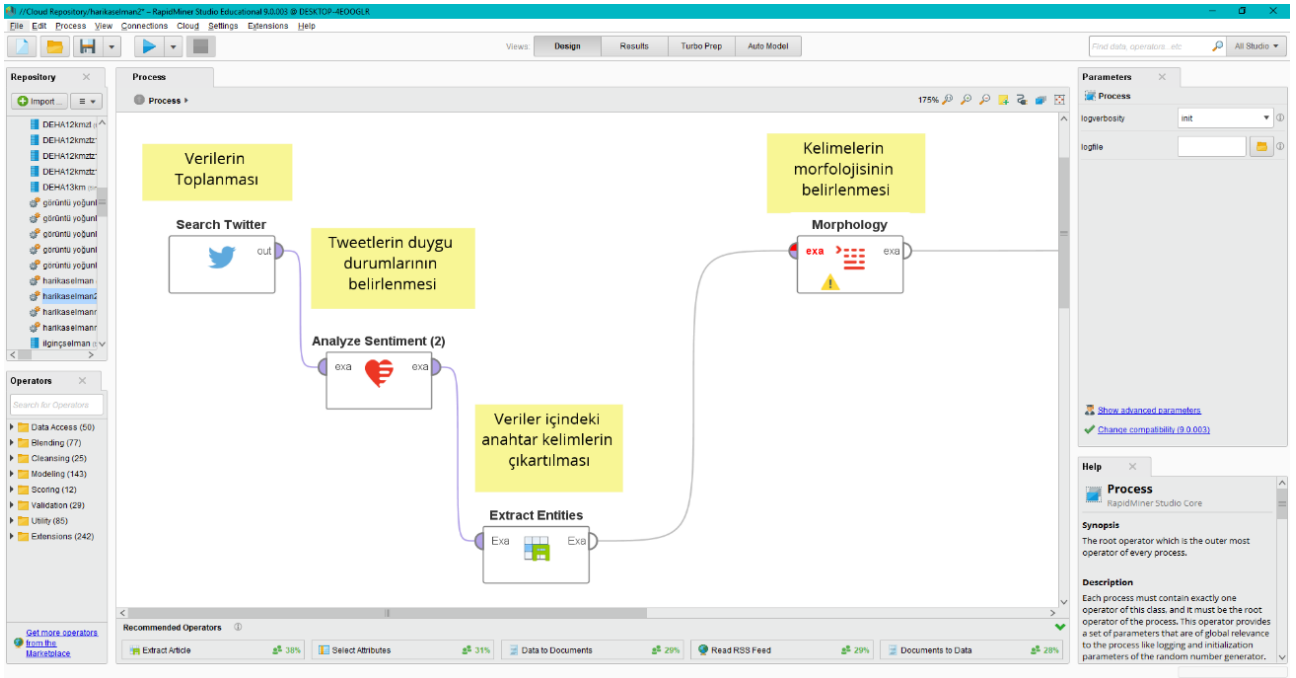 //Cloud Repository/harikaselman2* – RapidMiner Studio Educational 9.0.003 @ DESKTOP-4EOOGLR
File Edit Process View Connections Cloud Settings Extensions Help
Views: Design Results Turbo Prep Auto Model
Find data, operators...etc All Studio
Repository
Import ...
DEHA12kmzt
DEHA12kmztz
DEHA12kmztz
DEHA12kmztz
DEHA13km
görüntü yoğunl
görüntü yoğunl
görüntü yoğunl
görüntü yoğunl
görüntü yoğunl
harikaselman
harikaselman2
harikaselmanr
harikaselmanr
ilginçselman
Operators
Search for Operators
Data Access (50)
Blending (77)
Cleansing (25)
Modeling (143)
Scoring (12)
Validation (29)
Utility (85)
Extensions (242)
Get more operators
from the
Marketplace
Process
Process
175%
Verilerin
Toplanması
Search Twitter
out
Tweetlerin duygu
durumlarının
belirlenmesi
Analyze Sentiment (2)
exa exa
Veriler içindeki
anahtar kelimlerin
çıkartılması
Extract Entities
Exa Exa
Kelimelerin
morfolojisinin
belirlenmesi
Morphology
exa exa
Recommended Operators
Extract Article 38% Select Attributes 31% Data to Documents 29% Read RSS Feed 29% Documents to Data 28%
Parameters
Process
logverbosity init
logfile
Show advanced parameters
Change compatibility (9.0.003)
Help
Process
RapidMiner Studio Core
Synopsis
The root operator which is the outer most
operator of every process.
Description
Each process must contain exactly one
operator of this class, and it must be the root
operator of the process. This operator provides
a set of parameters that are of global relevance
to the process like logging and initialization
parameters of the random number generator.